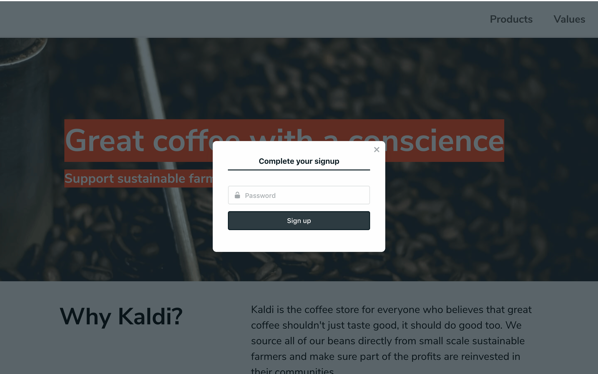 Products Values
Great coffee with a conscience
Support sustainable farm
Complete your signup
Password
Sign up
Why Kaldi?
Kaldi is the coffee store for everyone who believes that great
coffee shouldn't just taste good, it should do good too. We
source all of our beans directly from small scale sustainable
farmers and make sure part of the profits are reinvested in
their communities.